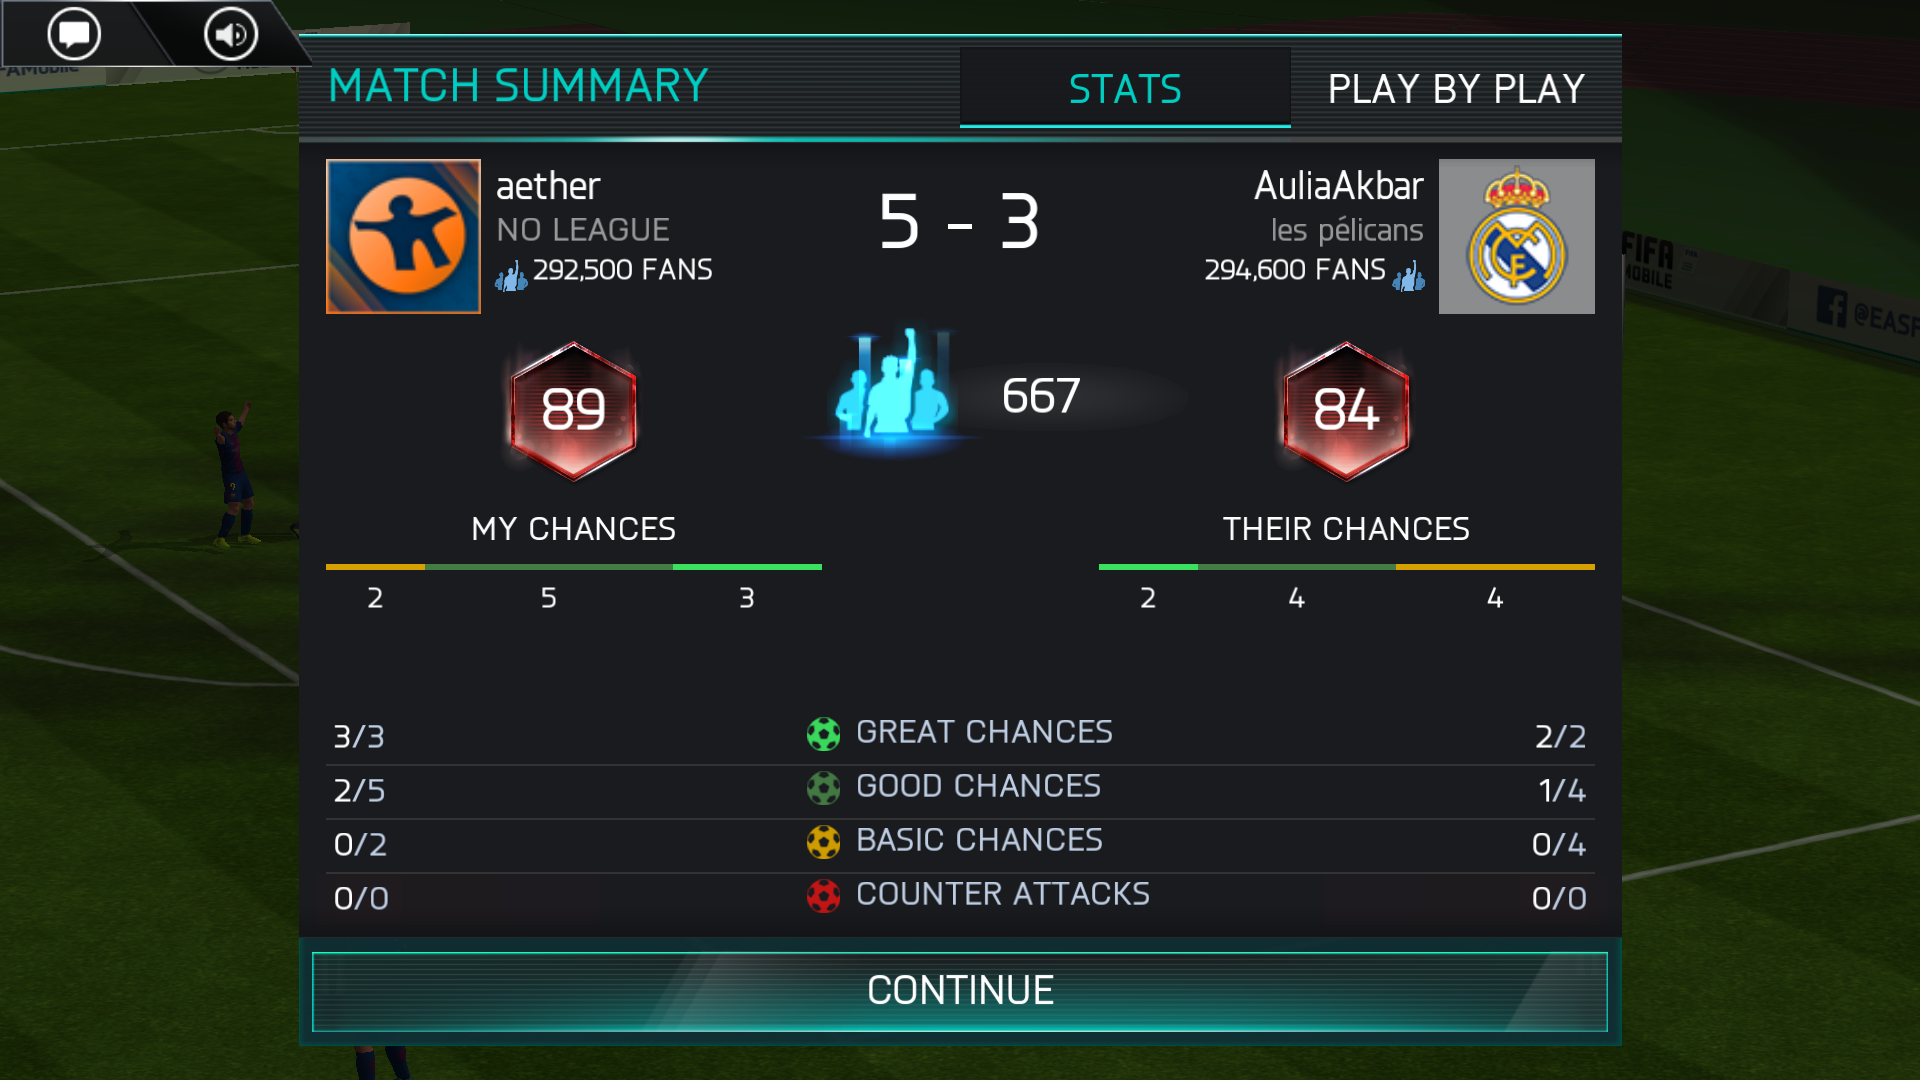 MATCH SUMMARY
STATS
PLAY BY PLAY
aether
NO LEAGUE
292,500 FANS
5 - 3
AuliaAkbar
les pélicans
294,600 FANS
89
667
84
MY CHANCES
2 5 3
THEIR CHANCES
2 4 4
3/3 GREAT CHANCES 2/2
2/5 GOOD CHANCES 1/4
0/2 BASIC CHANCES 0/4
0/0 COUNTER ATTACKS 0/0
CONTINUE
FIFA
MOBILE
@EASF